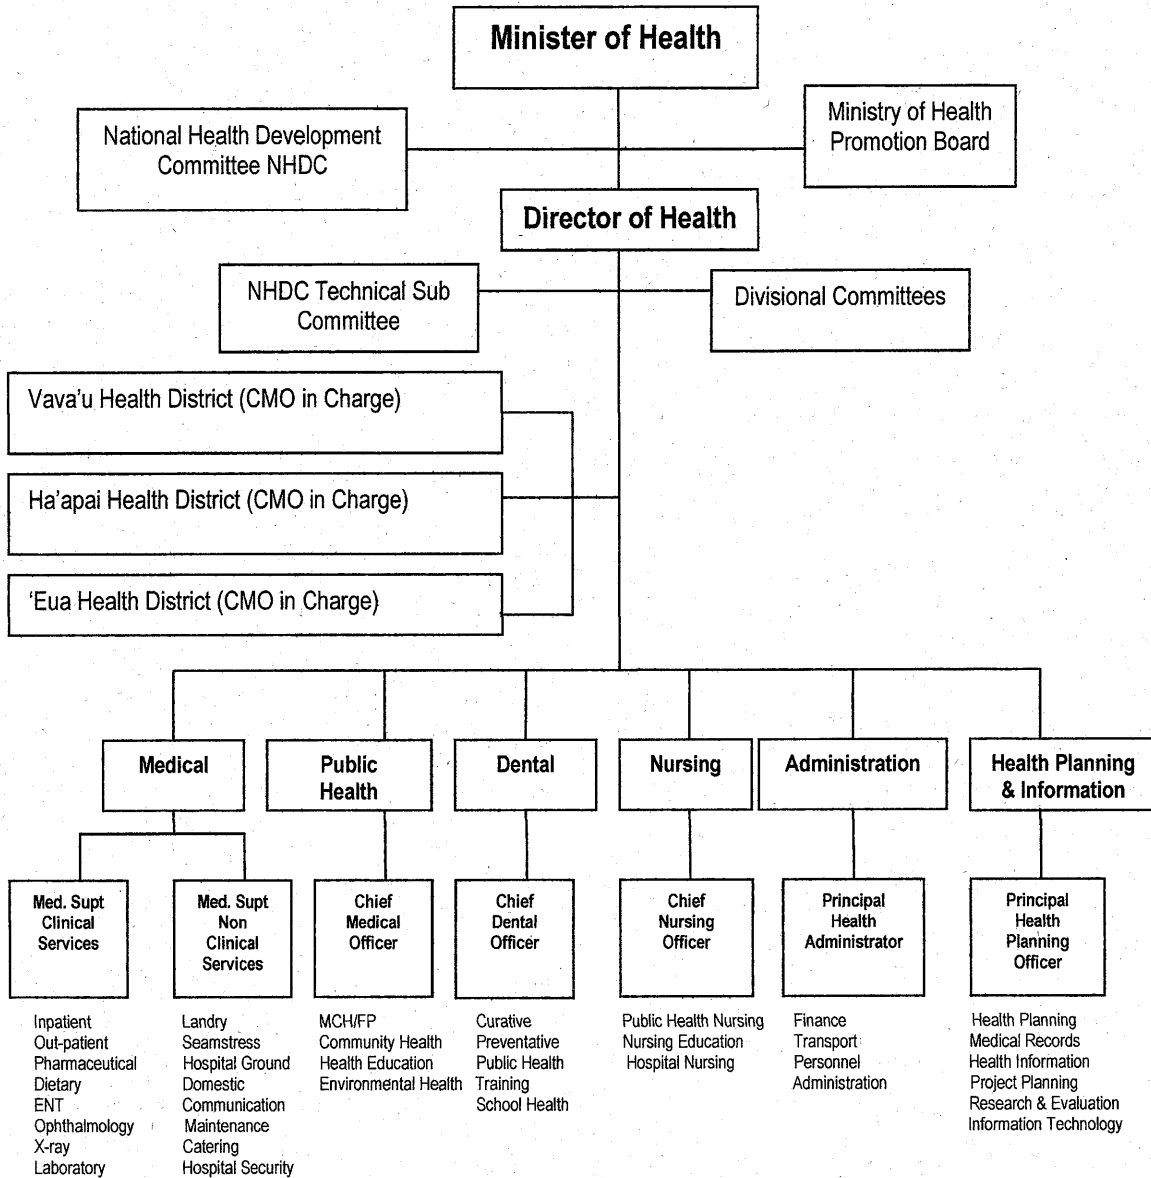 Minister of Health
National Health Development
Committee NHDC
Ministry of Health
Promotion Board
Director of Health
NHDC Technical Sub
Committee
Divisional Committees
Vava'u Health District (CMO in Charge)
Ha'apai Health District (CMO in Charge)
'Eua Health District (CMO in Charge)
Medical
Public
Health
Dental
Nursing
Administration
Health Planning
& Information
Med. Supt
Clinical
Services
Med. Supt
Non
Clinical
Services
Chief
Medical
Officer
Chief
Dental
Officer
Chief
Nursing
Officer
Principal
Health
Administrator
Principal
Health
Planning
Officer
Inpatient
Out-patient
Pharmaceutical
Dietary
ENT
Ophthalmology
X-ray
Laboratory
Landry
Seamstress
Hospital Ground
Domestic
Communication
Maintenance
Catering
Hospital Security
MCH/FP
Community Health
Health Education
Environmental Health
Curative
Preventative
Public Health
Training
School Health
Public Health Nursing
Nursing Education
Hospital Nursing
Finance
Transport
Personnel
Administration
Health Planning
Medical Records
Health Information
Project Planning
Research & Evaluation
Information Technology